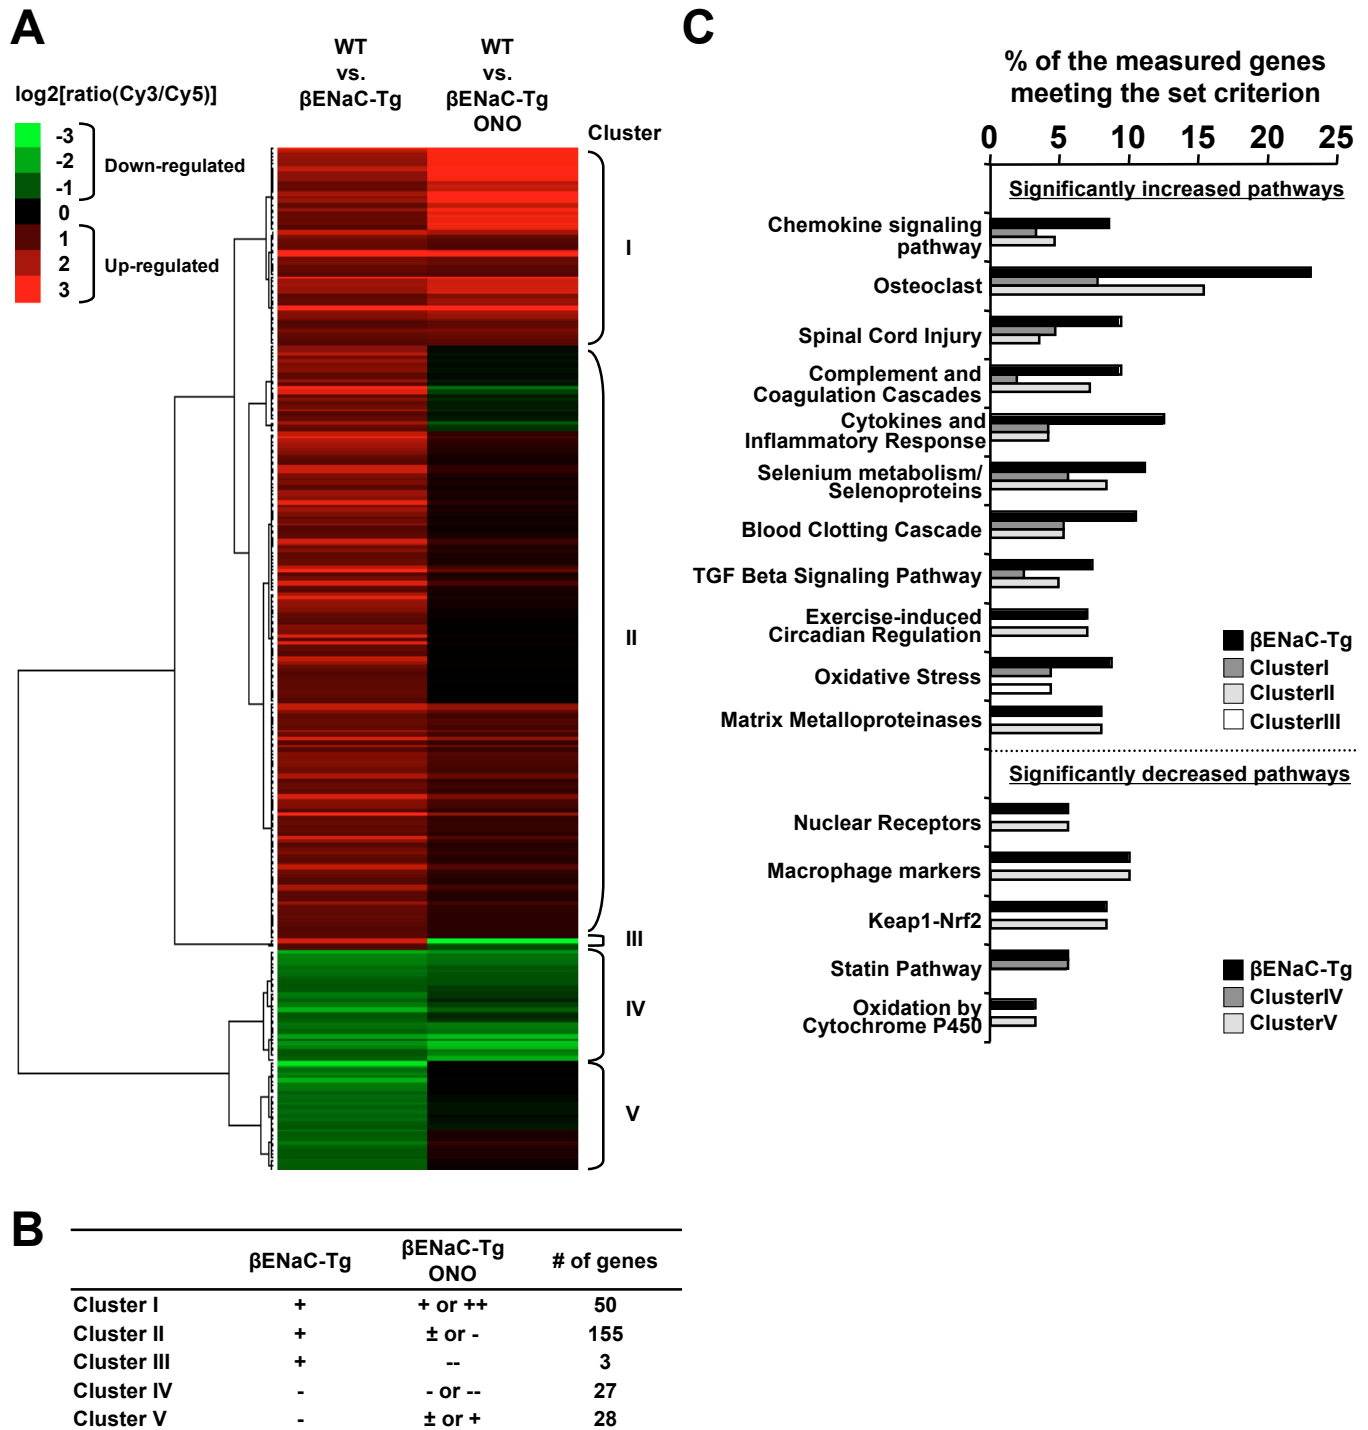 A
WT
vs.
βENaC-Tg
WT
vs.
βENaC-Tg
ONO
log2[ratio(Cy3/Cy5)]
-3
-2
-1
0
1
2
3
Down-regulated
Up-regulated
Cluster
I
II
III
IV
V
B
βENaC-Tg
βENaC-Tg
ONO
# of genes
Cluster I + + or ++ 50
Cluster II + ± or - 155
Cluster III + -- 3
Cluster IV - - or -- 27
Cluster V - ± or + 28
C
% of the measured genes
meeting the set criterion
0 5 10 15 20 25
Significantly increased pathways
Chemokine signaling
pathway
Osteoclast
Spinal Cord Injury
Complement and
Coagulation Cascades
Cytokines and
Inflammatory Response
Selenium metabolism/
Selenoproteins
Blood Clotting Cascade
TGF Beta Signaling Pathway
Exercise-induced
Circadian Regulation
Oxidative Stress
Matrix Metalloproteinases
βENaC-Tg
ClusterI
ClusterII
ClusterIII
Significantly decreased pathways
Nuclear Receptors
Macrophage markers
Keap1-Nrf2
Statin Pathway
Oxidation by
Cytochrome P450
βENaC-Tg
ClusterIV
ClusterV